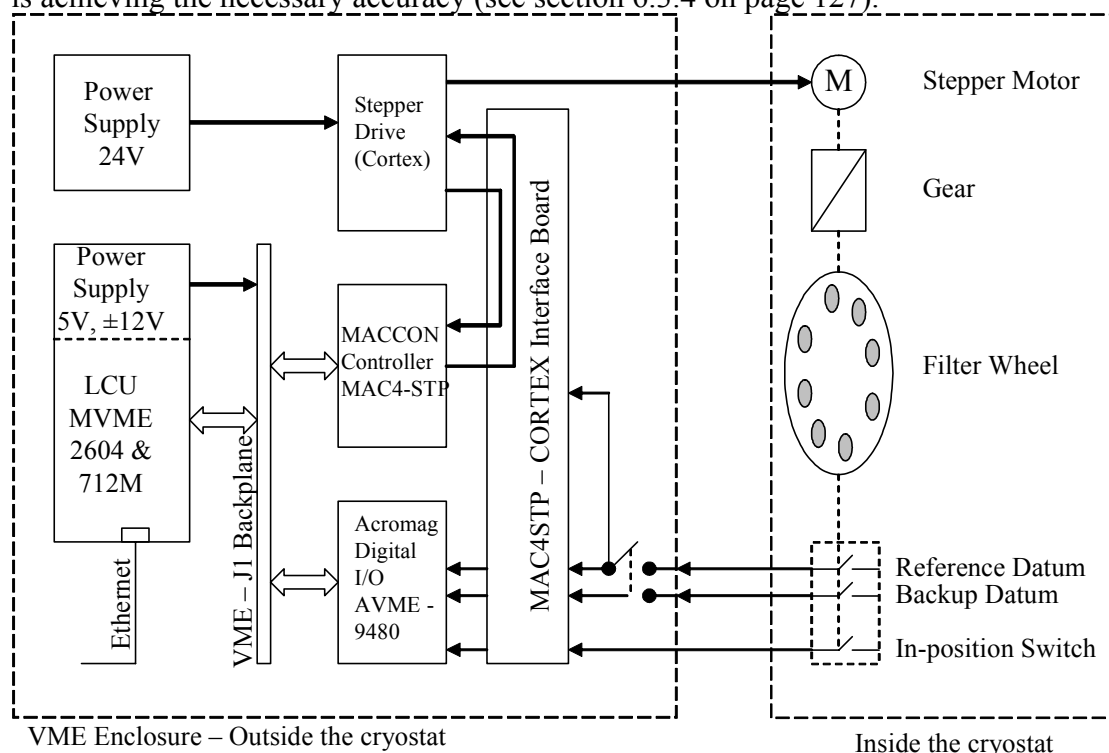 is achieving the necessary accuracy (see section 6.3.4 on page 127).
Power
Supply
24V
Stepper
Drive
(Cortex)
M
Stepper Motor
Gear
Power
Supply
5V, ±12V
LCU
MVME
2604 &
712M
Ethernet
VME – J1 Backplane
MACCON
Controller
MAC4-STP
Acromag
Digital
I/O
AVME -
9480
MAC4STP – CORTEX Interface Board
Filter Wheel
Reference Datum
Backup Datum
In-position Switch
VME Enclosure – Outside the cryostat
Inside the cryostat